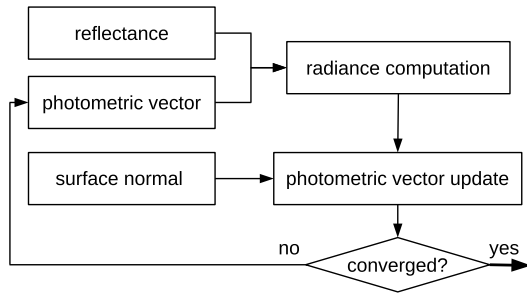 reflectance
radiance computation
photometric vector
surface normal
photometric vector update
no
yes
converged?